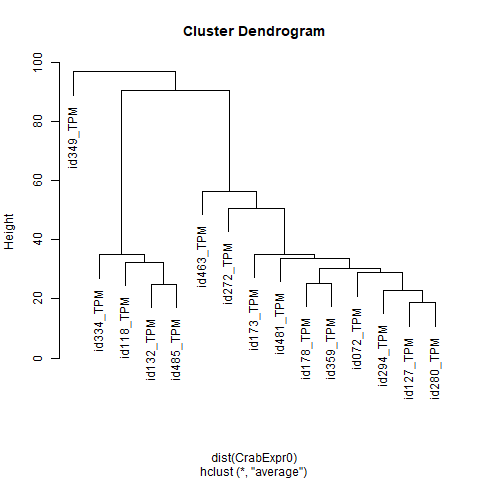 Cluster Dendrogram
Height
100
80
60
40
20
0
id349_TPM
id334_TPM
id118_TPM
id132_TPM
id485_TPM
id463_TPM
id272_TPM
id173_TPM
id481_TPM
id178_TPM
id359_TPM
id072_TPM
id294_TPM
id127_TPM
id280_TPM
dist(CrabExpr0)
hclust (*, "average")